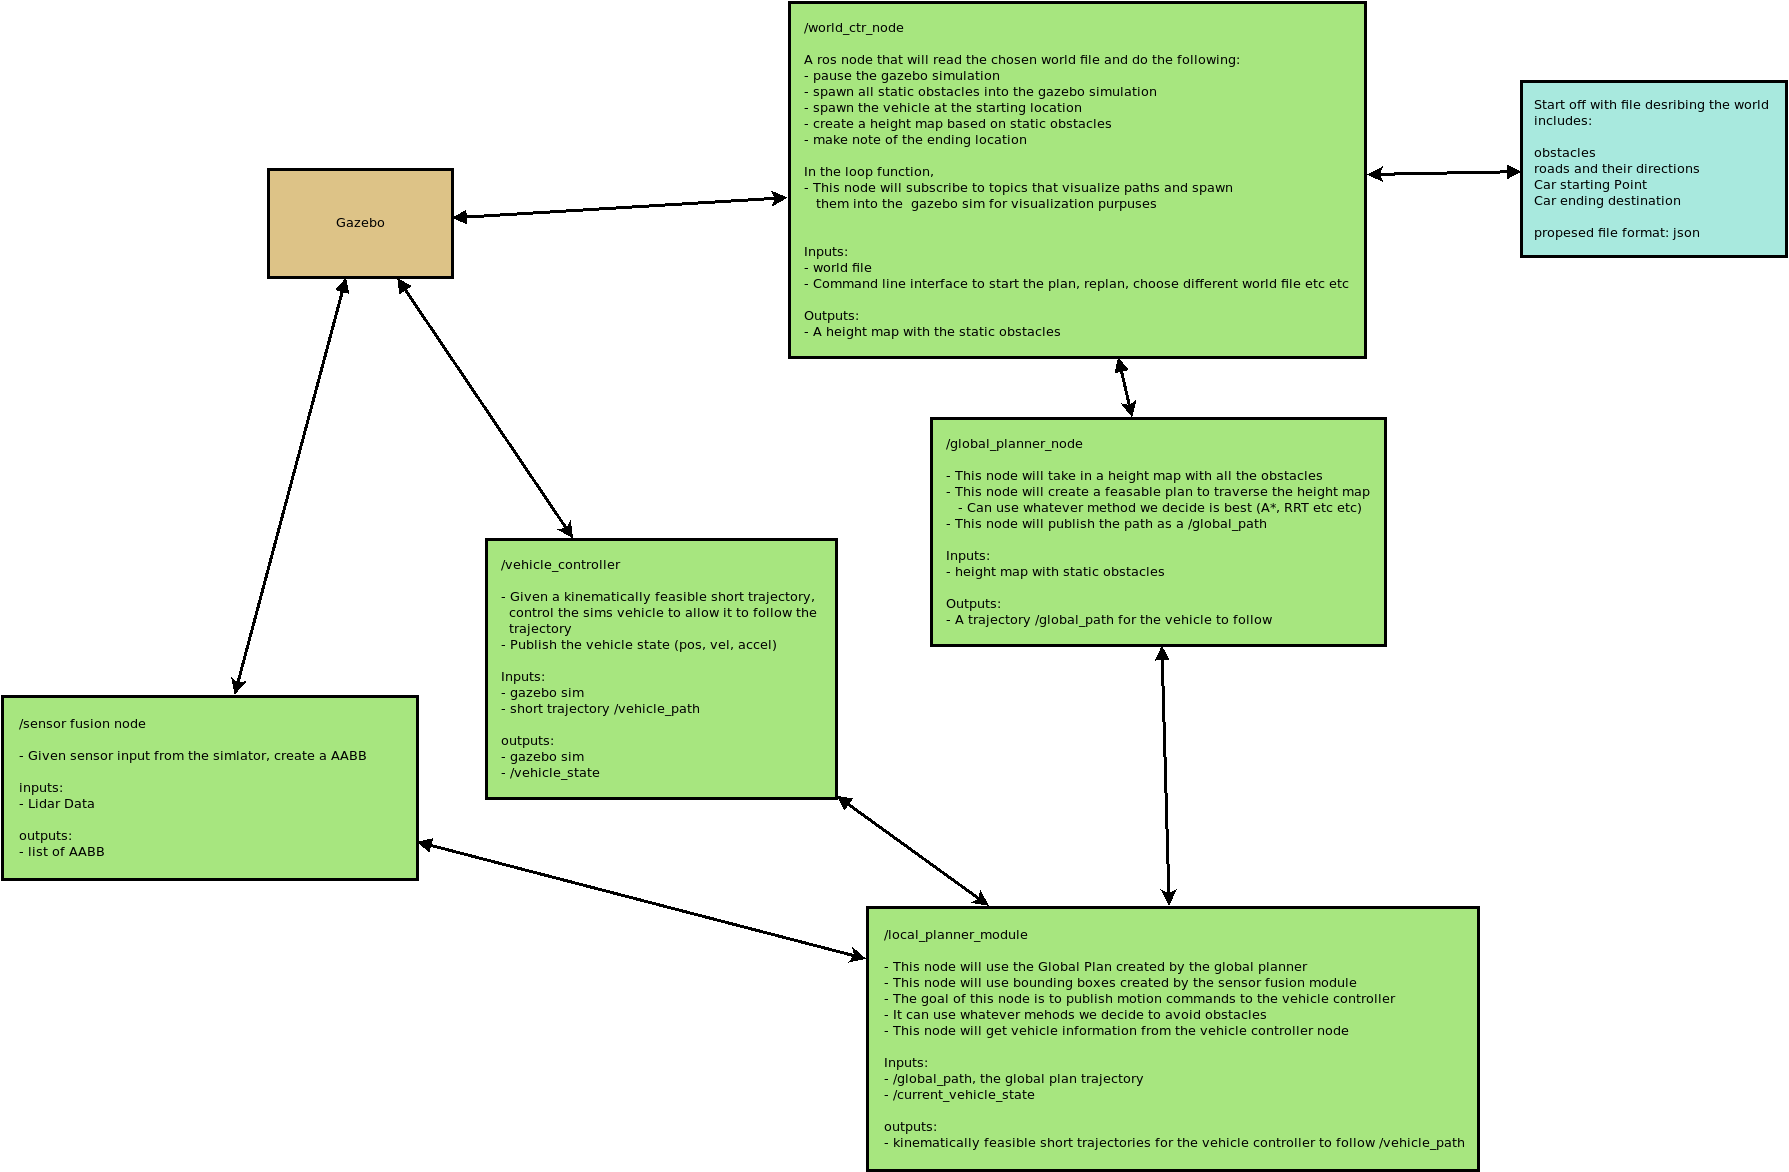 /world_ctr_node
A ros node that will read the chosen world file and do the following:
- pause the gazebo simulation
- spawn all static obstacles into the gazebo simulation
- spawn the vehicle at the starting location
- create a height map based on static obstacles
- make note of the ending location
In the loop function,
- This node will subscribe to topics that visualize paths and spawn
them into the  gazebo sim for visualization purpuses
Inputs:
- world file
- Command line interface to start the plan, replan, choose different world file etc etc
Outputs:
- A height map with the static obstacles
Start off with file desribing the world
includes:
obstacles
roads and their directions
Car starting Point
Car ending destination
propesed file format: json
Gazebo
/global_planner_node
- This node will take in a height map with all the obstacles
- This node will create a feasable plan to traverse the height map
- Can use whatever method we decide is best (A*, RRT etc etc)
- This node will publish the path as a /global_path
Inputs:
- height map with static obstacles
Outputs:
- A trajectory /global_path for the vehicle to follow
/vehicle_controller
- Given a kinematically feasible short trajectory,
control the sims vehicle to allow it to follow the
trajectory
- Publish the vehicle state (pos, vel, accel)
Inputs:
- gazebo sim
- short trajectory /vehicle_path
outputs:
- gazebo sim
- /vehicle_state
/sensor fusion node
- Given sensor input from the simlator, create a AABB
inputs:
- Lidar Data
outputs:
- list of AABB
/local_planner_module
- This node will use the Global Plan created by the global planner
- This node will use bounding boxes created by the sensor fusion module
- The goal of this node is to publish motion commands to the vehicle controller
- It can use whatever mehods we decide to avoid obstacles
- This node will get vehicle information from the vehicle controller node
Inputs:
- /global_path, the global plan trajectory
- /current_vehicle_state
outputs:
- kinematically feasible short trajectories for the vehicle controller to follow /vehicle_path